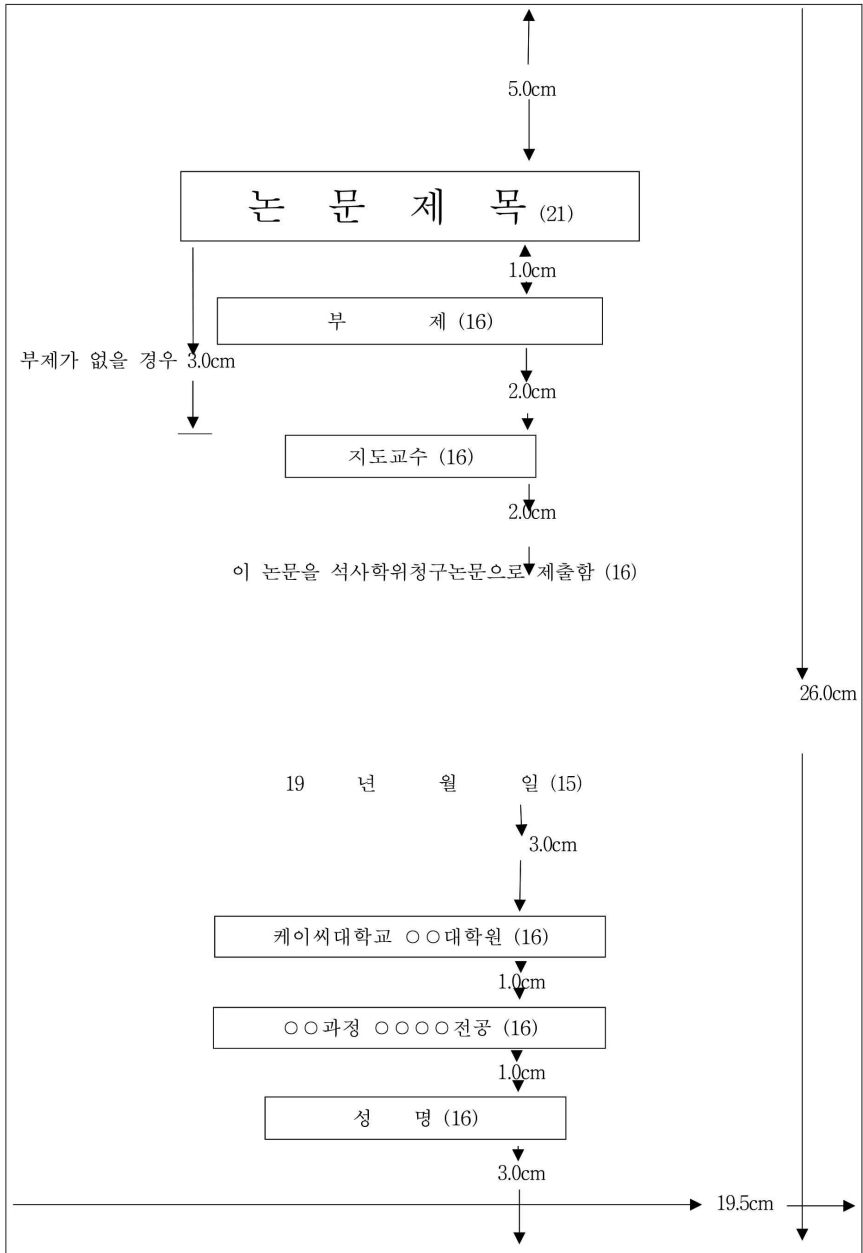 5.0cm
논 문 제 목 (21)
1.0cm
부 제 (16)
부제가 없을 경우 3.0cm
2.0cm
지도교수 (16)
2.0cm
이 논문을 석사학위청구논문으로 제출함 (16)
26.0cm
19 년 월 일 (15)
3.0cm
케이씨대학교 ○○대학원 (16)
1.0cm
○○과정 ○○○○전공 (16)
1.0cm
성 명 (16)
3.0cm
19.5cm